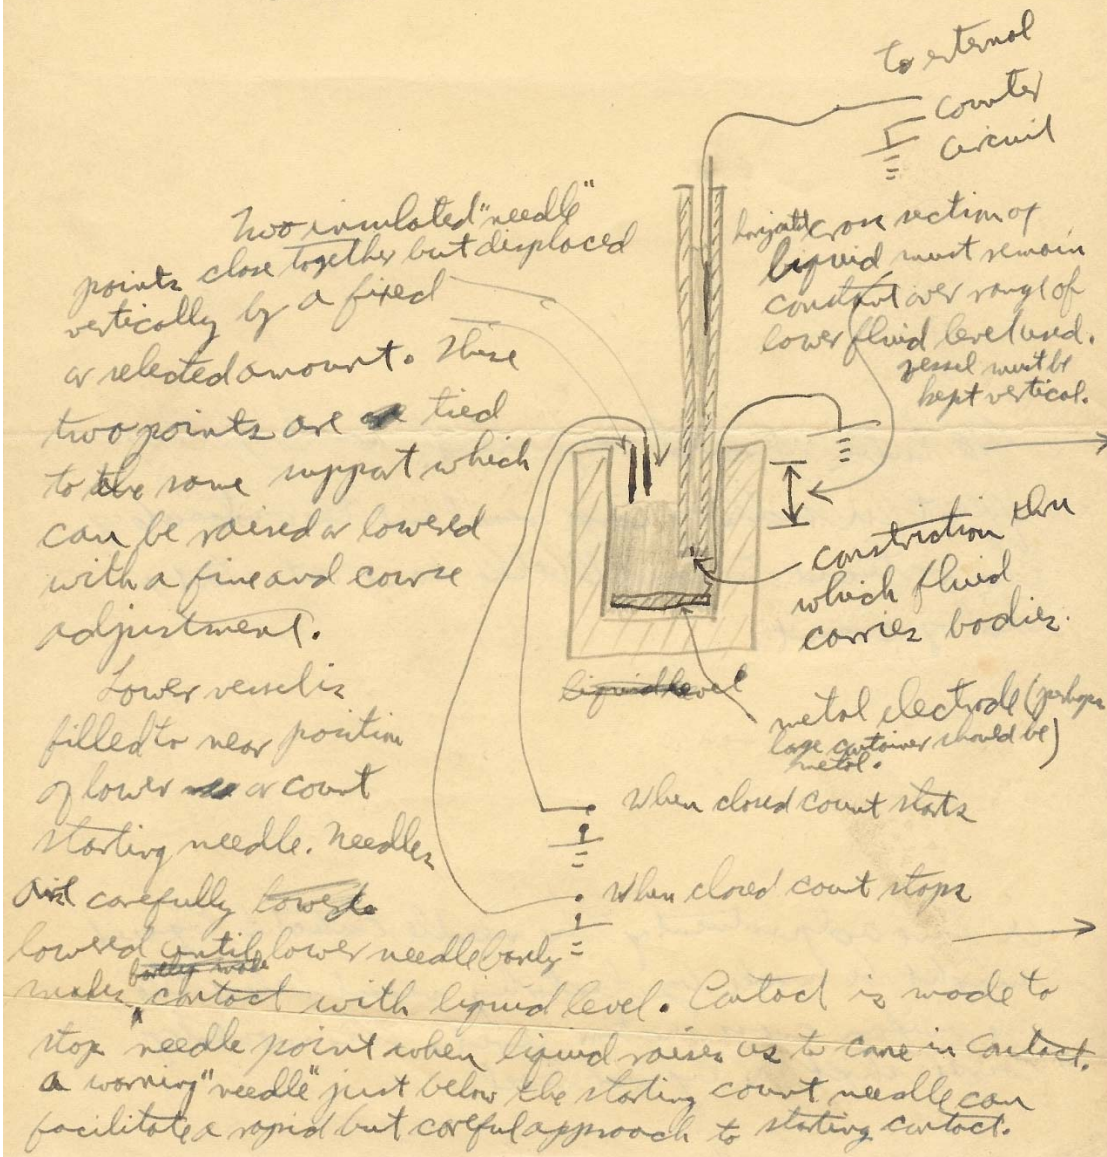 to external
counter
circuit
Two insulated "needle"
points close together but displaced
vertically by a fixed
or selected amount. These
two points are tied
to the same support which
can be raised or lowered
with a fine and course
adjustment.
Lower vessel is
filled to near position
of lower or count
starting needle. Needles
are carefully lowered
lowered until lower needle barely
makes barely make contact with liquid level. Contact is made to
stop needle point when liquid raises as to come in contact.
a warning "needle" just below the starting count needle can
facilitate a rapid but careful approach to starting contact.
horizontal cross section of
liquid must remain
constant over range of
lower fluid level used.
vessel must be
kept vertical.
constriction thru
which fluid
carries bodies.
liquid level
metal electrode (perhaps
large container should be)
metal.
When closed count starts
When closed count stops